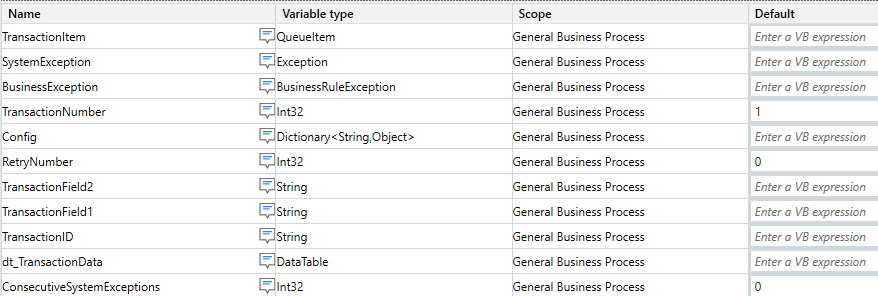 Name Variable type Scope Default
TransactionItem QueueItem General Business Process Enter a VB expression
SystemException Exception General Business Process Enter a VB expression
BusinessException BusinessRuleException General Business Process Enter a VB expression
TransactionNumber Int32 General Business Process 1
Config Dictionary<String,Object> General Business Process Enter a VB expression
RetryNumber Int32 General Business Process 0
TransactionField2 String General Business Process Enter a VB expression
TransactionField1 String General Business Process Enter a VB expression
TransactionID String General Business Process Enter a VB expression
dt_TransactionData DataTable General Business Process Enter a VB expression
ConsecutiveSystemExceptions Int32 General Business Process 0